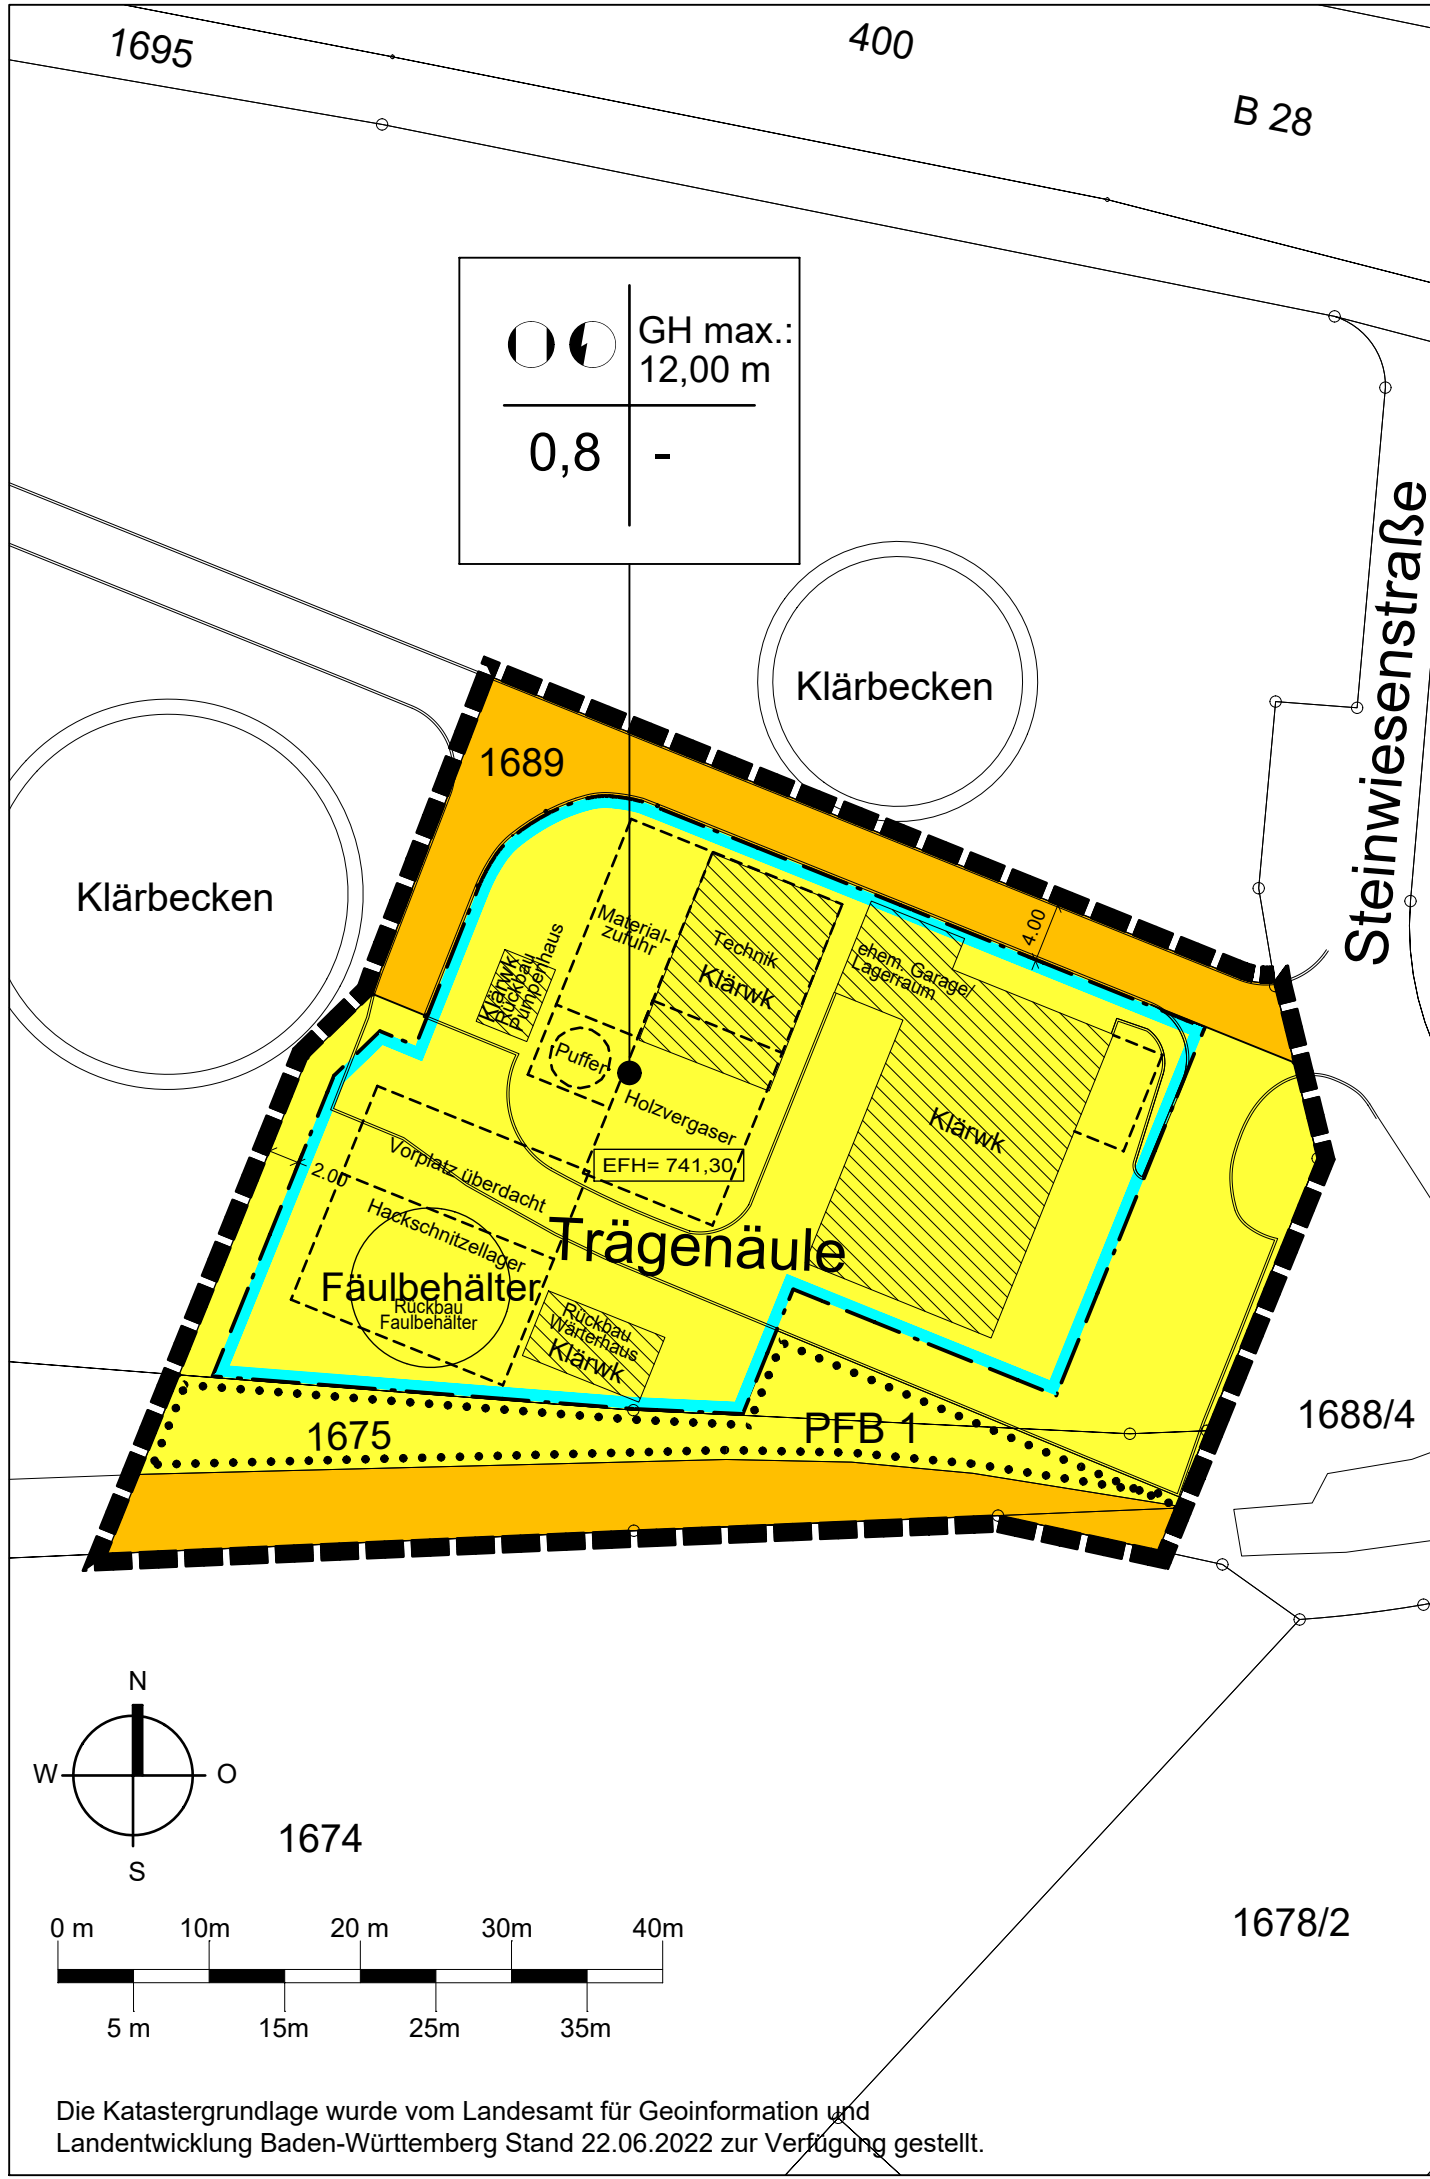 1695
400
B 28
GH max.:
12,00 m
0,8
-
Steinwiesenstraße
Klärbecken
1689
Klärbecken
4.00
Material-
zufuhr
Technik
Klärwk
ehem. Garage/
Lagerraum
Klärwk
Rückbau
Pumpenhaus
Puffer
Holzvergaser
Klärwk
EFH= 741,30
Vorplatz überdacht
2.00
Hackschnitzellager
Trägenäule
Fäulbehälter
Rückbau
Faulbehälter
Rückbau
Wärterhaus
Klärwk
1675
PFB 1
1688/4
N
W
O
S
1674
1678/2
0 m 10m 20 m 30m 40m
5 m 15m 25m 35m
Die Katastergrundlage wurde vom Landesamt für Geoinformation und
Landentwicklung Baden-Württemberg Stand 22.06.2022 zur Verfügung gestellt.